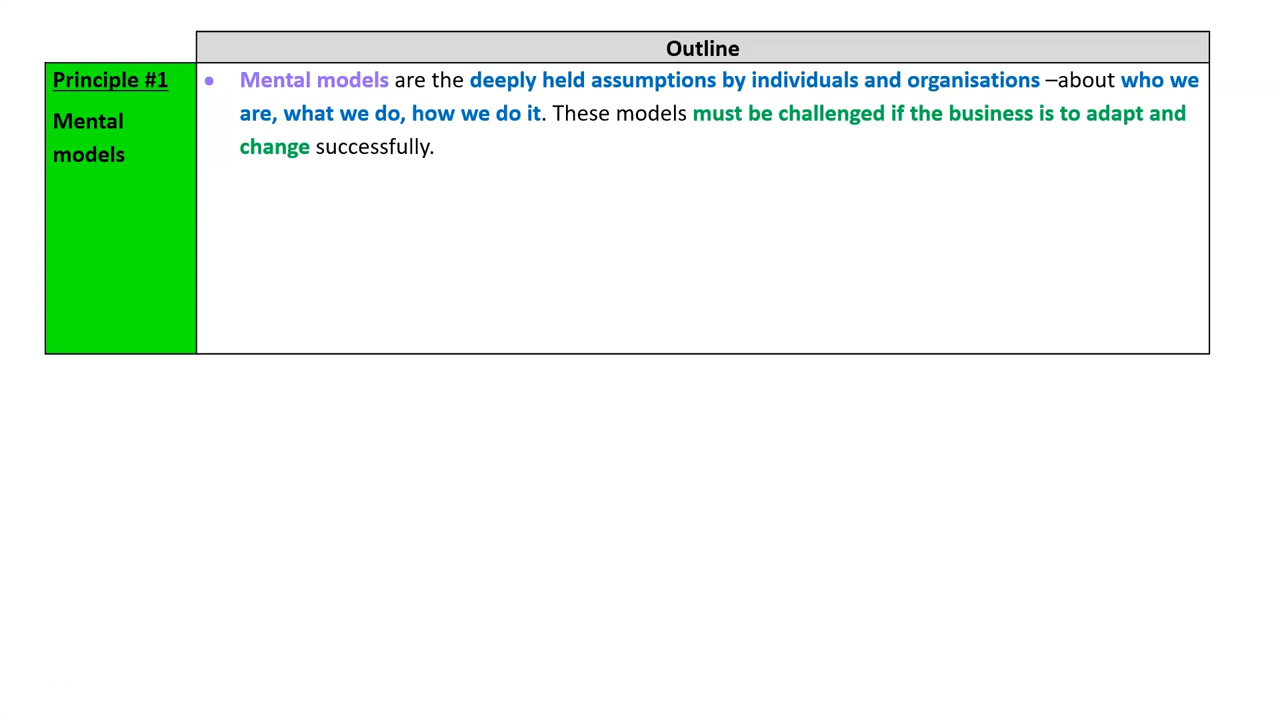 Outline
Principle #1
Mental
models
● Mental models are the deeply held assumptions by individuals and organisations –about who we
are, what we do, how we do it. These models must be challenged if the business is to adapt and
change successfully.